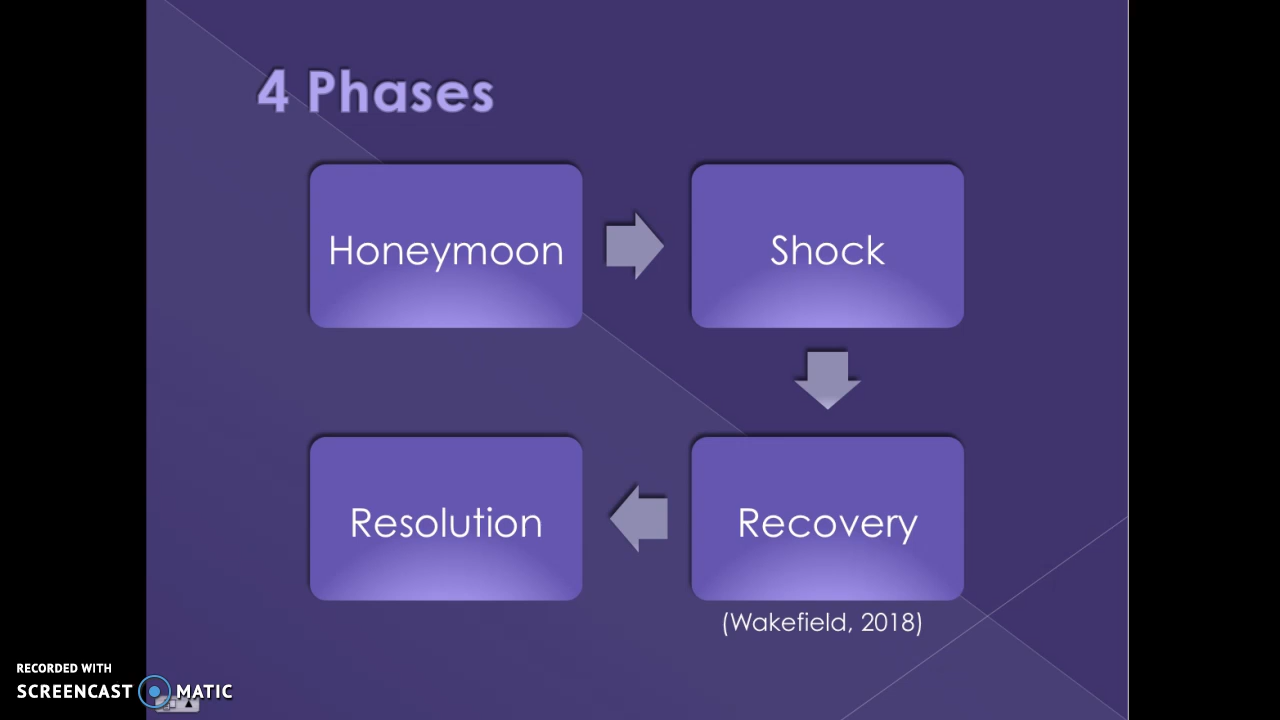 4 Phases
Honeymoon
Shock
Resolution
Recovery
(Wakefield, 2018)
RECORDED WITH
SCREENCAST MATIC